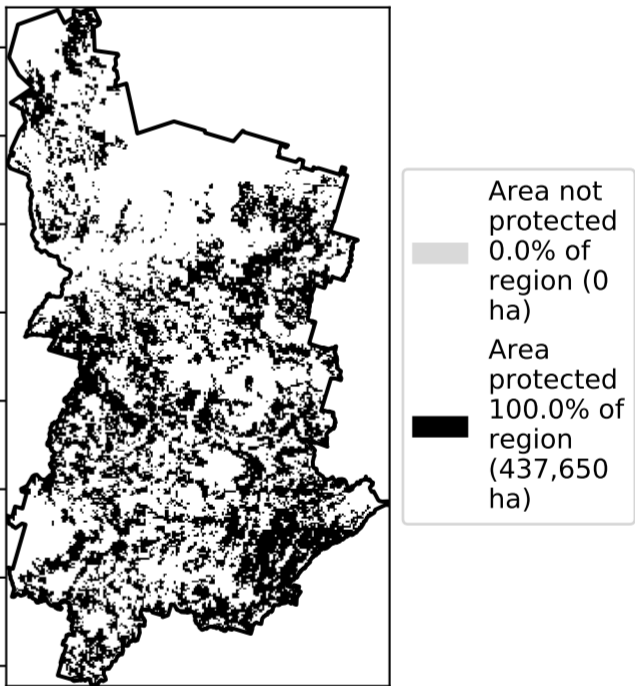 Area not
protected
0.0% of
region (0
ha)
Area
protected
100.0% of
region
(437,650
ha)